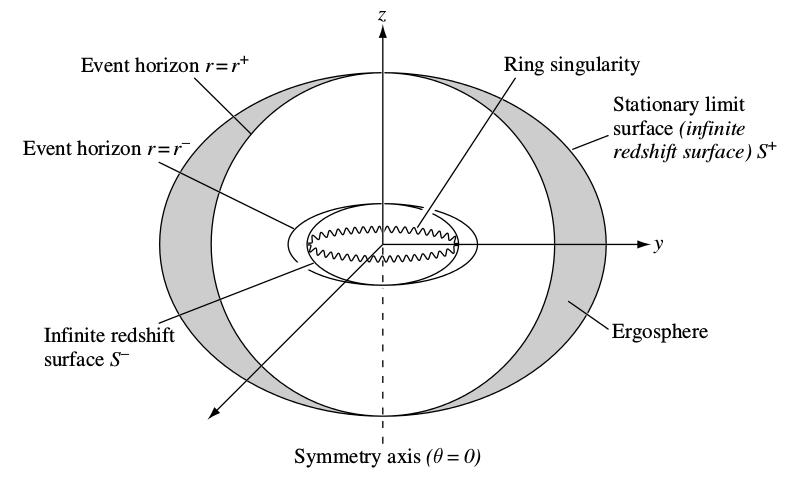 z
Event horizon r=r⁺
Ring singularity
Stationary limit
surface (infinite
redshift surface) S⁺
Event horizon r=r⁻
y
Infinite redshift
surface S⁻
Ergosphere
Symmetry axis (θ = 0)